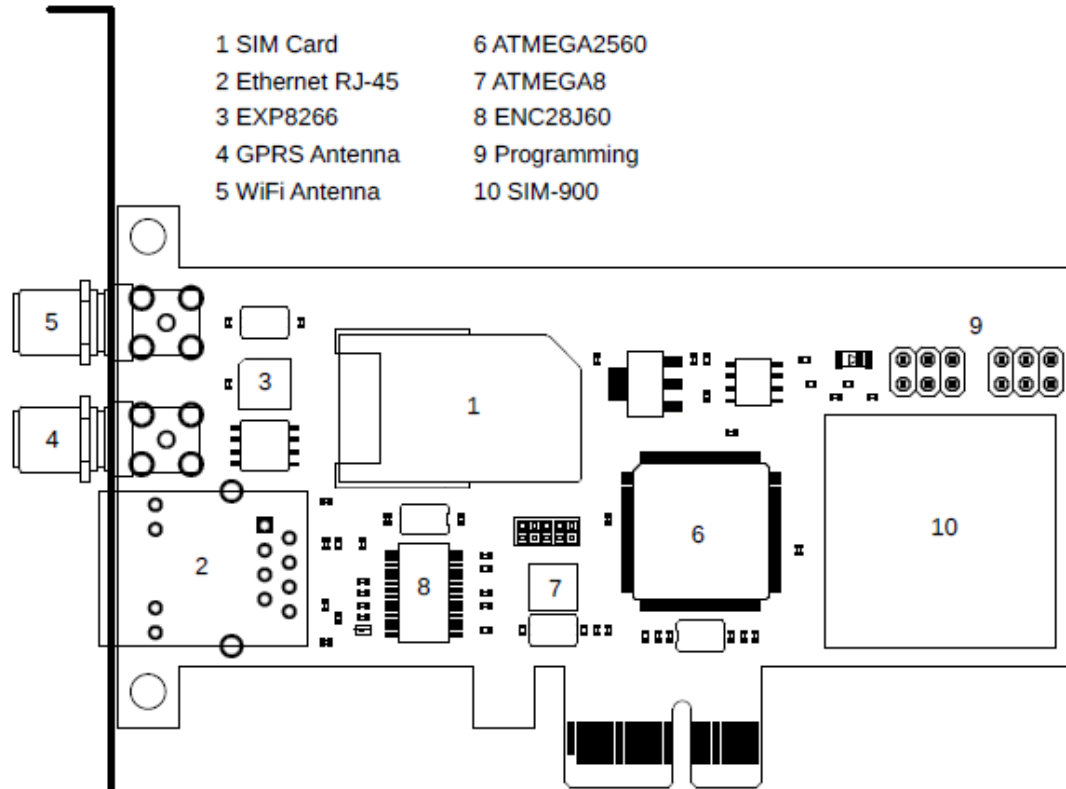 1 SIM Card
2 Ethernet RJ-45
3 EXP8266
4 GPRS Antenna
5 WiFi Antenna
6 ATMEGA2560
7 ATMEGA8
8 ENC28J60
9 Programming
10 SIM-900
5
9
3
1
4
6
10
2
8
7